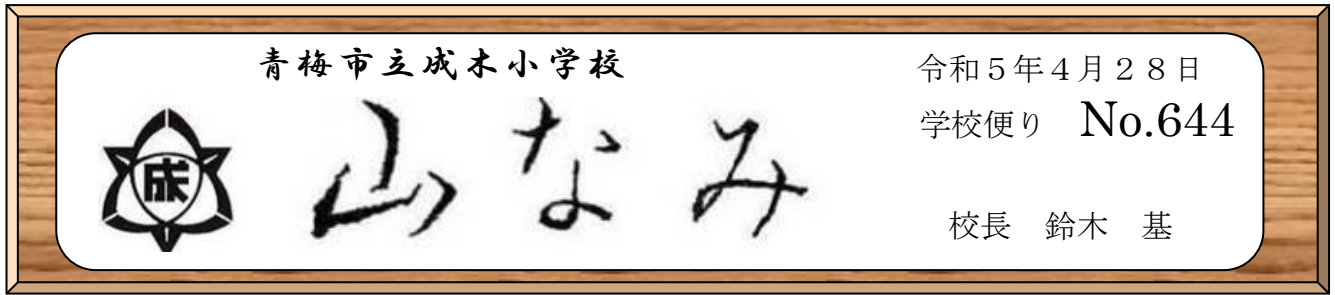 青梅市立成木小学校
令和５年４月２８日
学校便り　No.644
山なみ
成
校長　鈴木　基